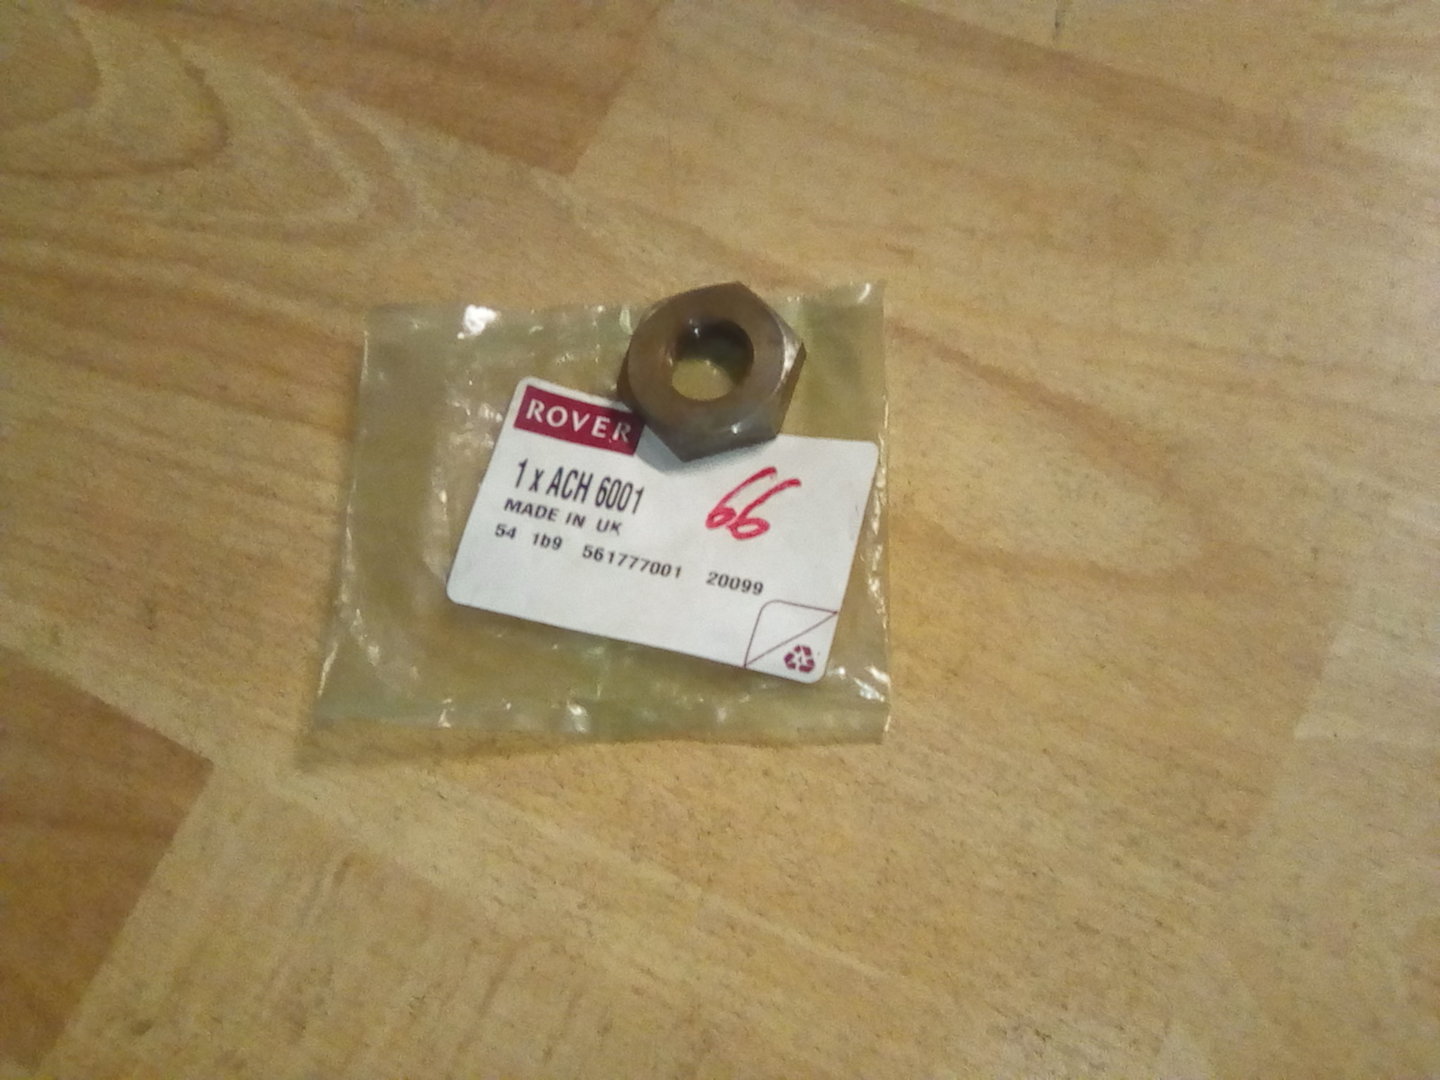 ROVER
1 x ACH 6001
MADE IN UK
66
54 1b9 561777001 20099